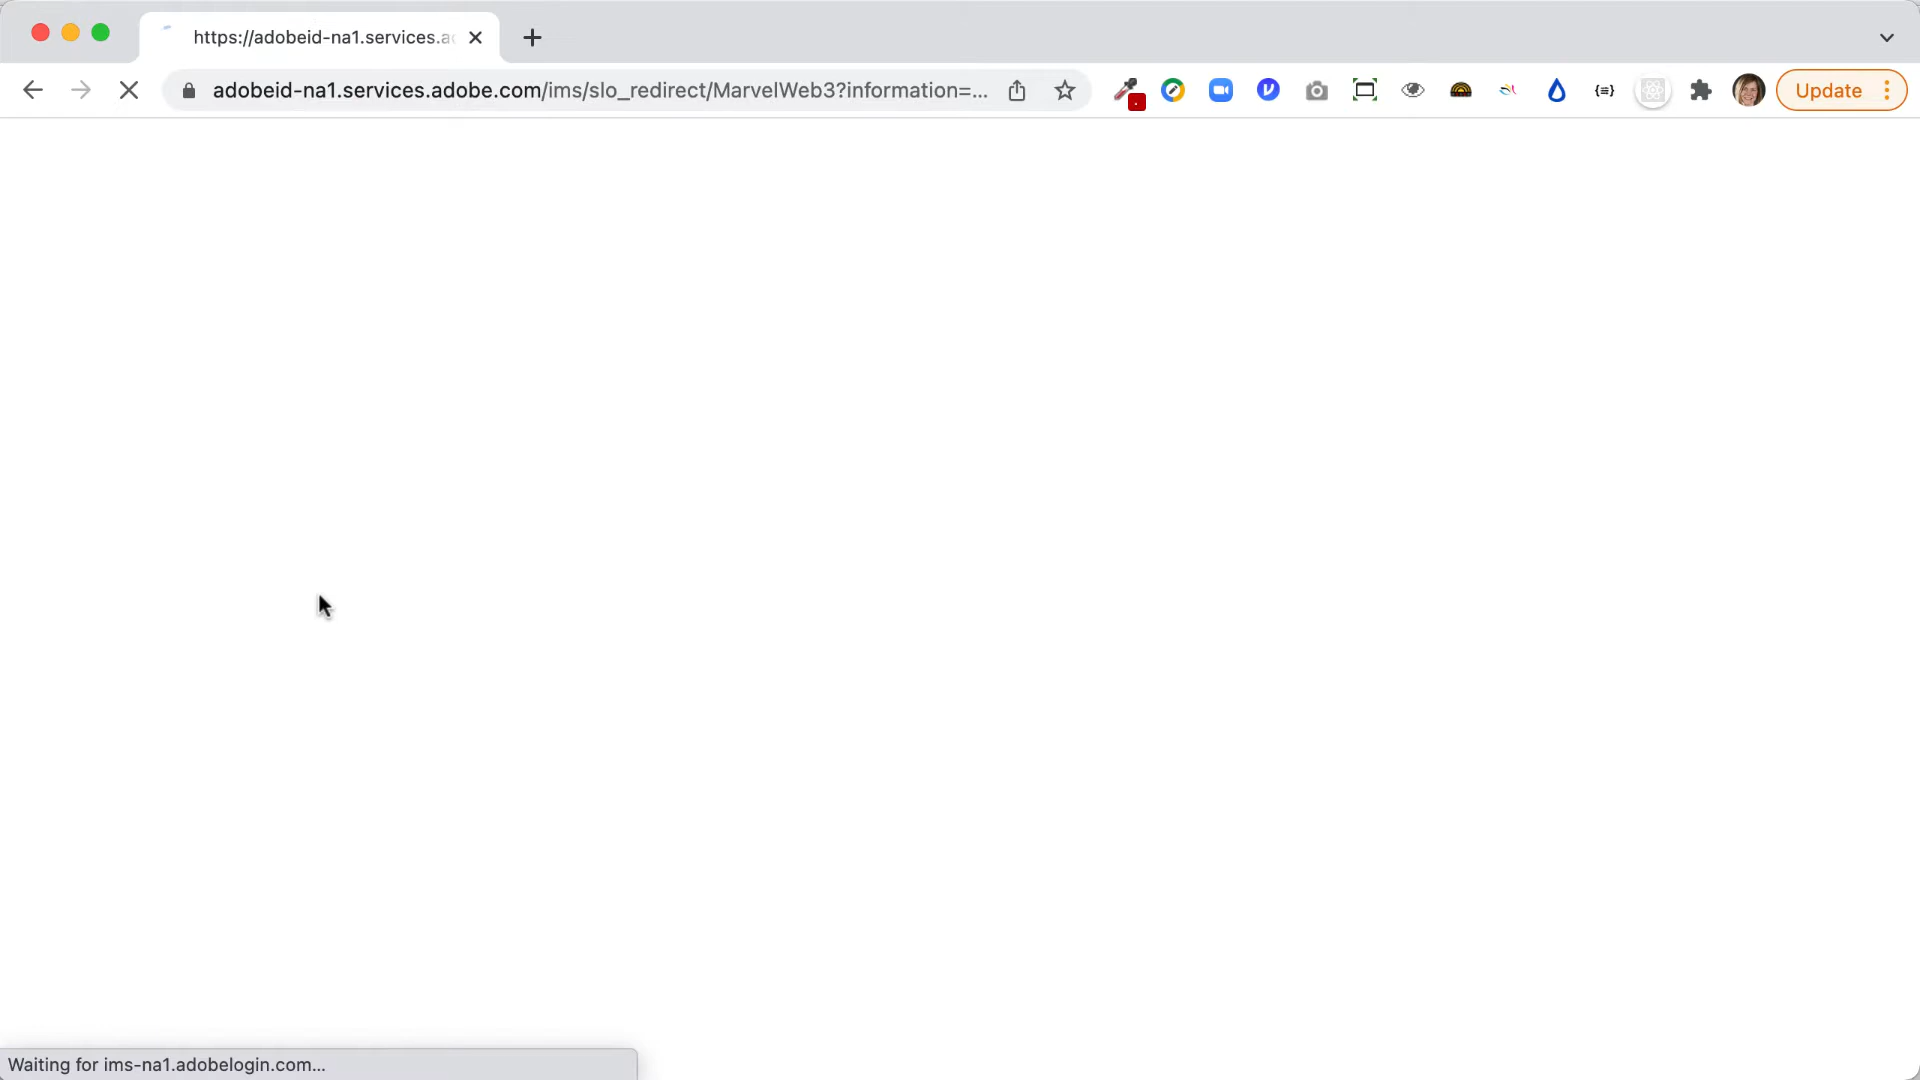 https://adobeid-na1.services.ad
adobeid-na1.services.adobe.com/ims/slo_redirect/MarvelWeb3?information=...
Update
Waiting for ims-na1.adobelogin.com...